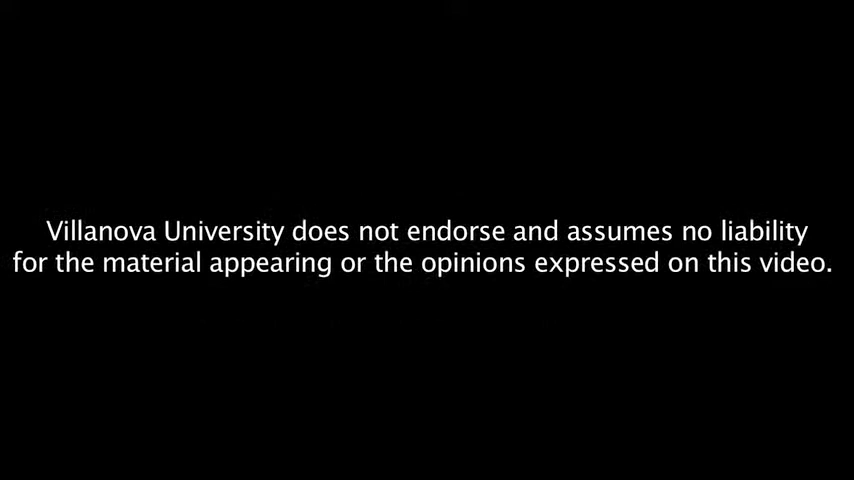 Villanova University does not endorse and assumes no liability
for the material appearing or the opinions expressed on this video.